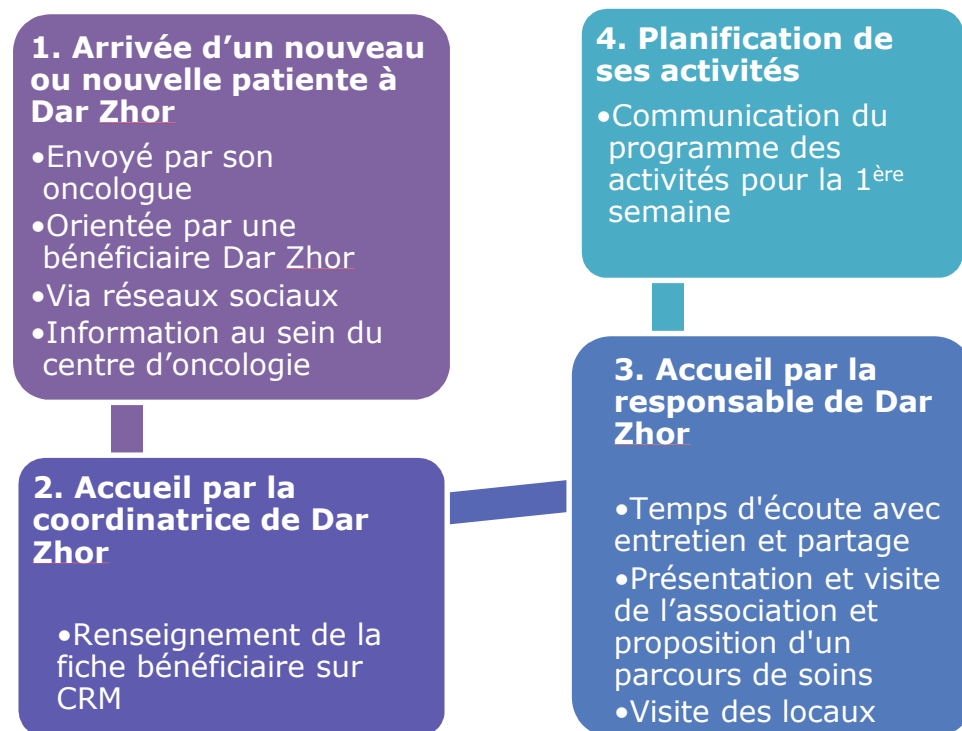 1. Arrivée d’un nouveau
ou nouvelle patiente à
Dar Zhor
•Envoyé par son
oncologue
•Orientée par une
bénéficiaire Dar Zhor
•Via réseaux sociaux
•Information au sein du
centre d’oncologie
2. Accueil par la
coordinatrice de Dar
Zhor
•Renseignement de la
fiche bénéficiaire sur
CRM
3. Accueil par la
responsable de Dar
Zhor
•Temps d'écoute avec
entretien et partage
•Présentation et visite
de l’association et
proposition d'un
parcours de soins
•Visite des locaux
4. Planification de
ses activités
•Communication du
programme des
activités pour la 1ère
semaine